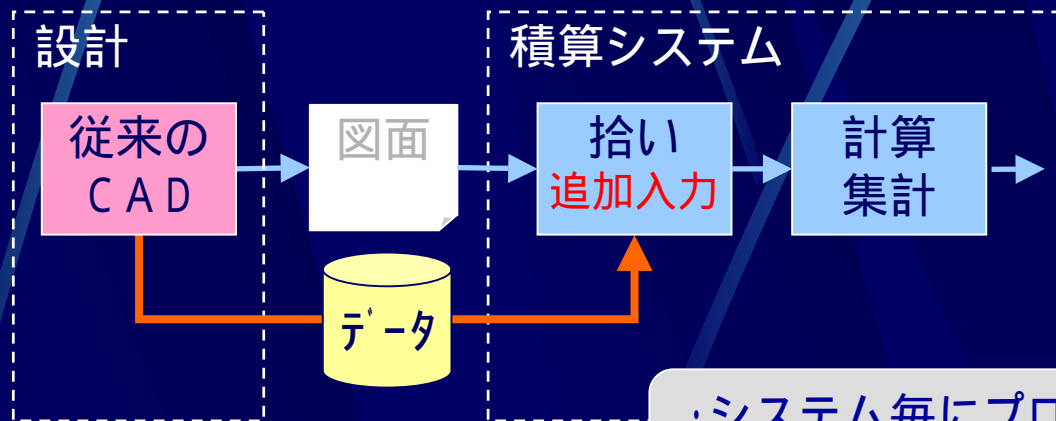 設計
積算システム
従来の
CAD
図面
拾い
追加入力
計算
集計
データ
・システム毎にプロ